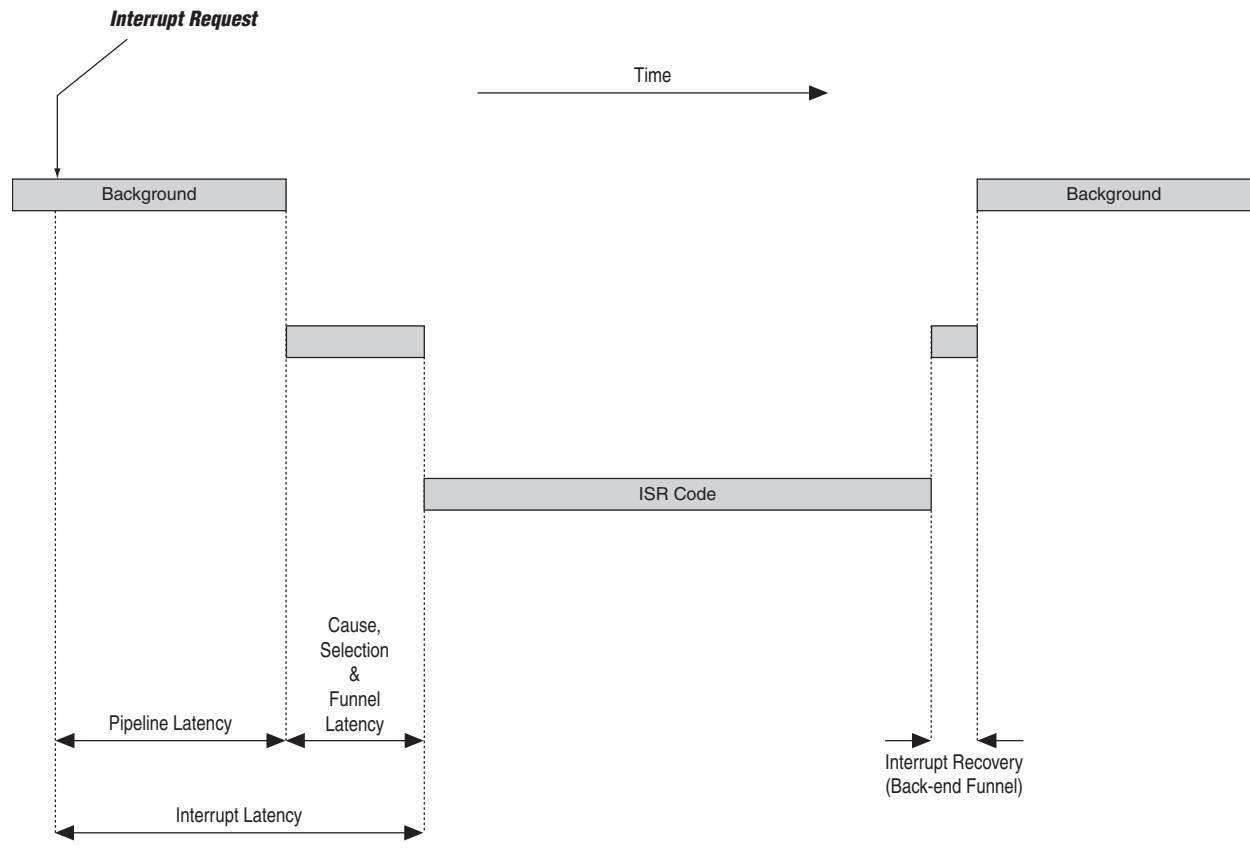 Interrupt Request
Time
Background
Background
ISR Code
Cause,
Selection
&
Funnel
Latency
Pipeline Latency
Interrupt Recovery
(Back-end Funnel)
Interrupt Latency